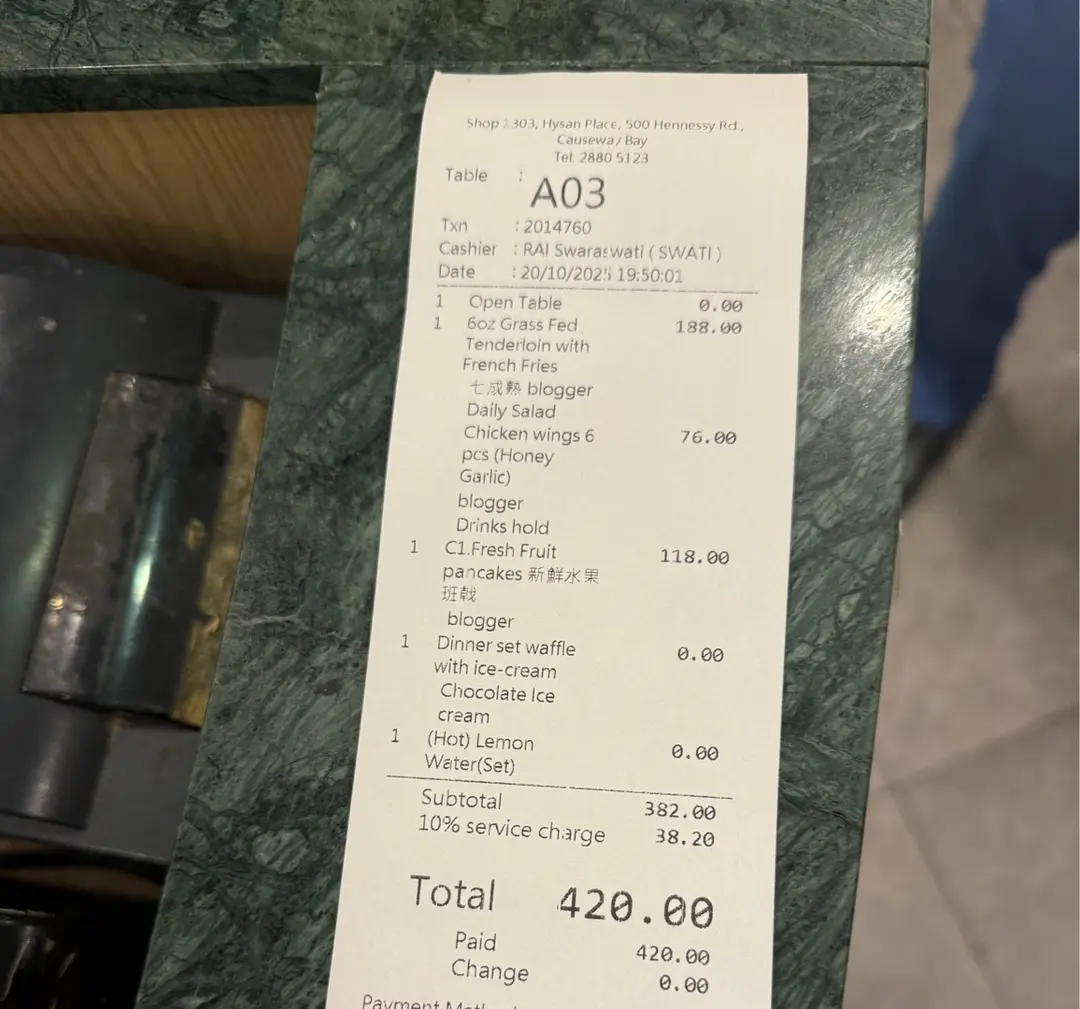 Shop 1303, Hysan Place, 500 Hennessy Rd.,
Causeway Bay
Tel: 2880 5123
Table : A03
Txn : 2014760
Cashier : RAI Swaraswati ( SWATI )
Date : 20/10/2025 19:50:01
1 Open Table 0.00
1 6oz Grass Fed 188.00
Tenderloin with
French Fries
七成熟 blogger
Daily Salad
Chicken wings 6 76.00
pcs (Honey
Garlic)
blogger
Drinks hold
1 C1.Fresh Fruit 118.00
pancakes 新鮮水果
班戟
blogger
1 Dinner set waffle 0.00
with ice-cream
Chocolate Ice
cream
1 (Hot) Lemon 0.00
Water(Set)
Subtotal 382.00
10% service charge 38.20
Total 420.00
Paid 420.00
Change 0.00
Payment